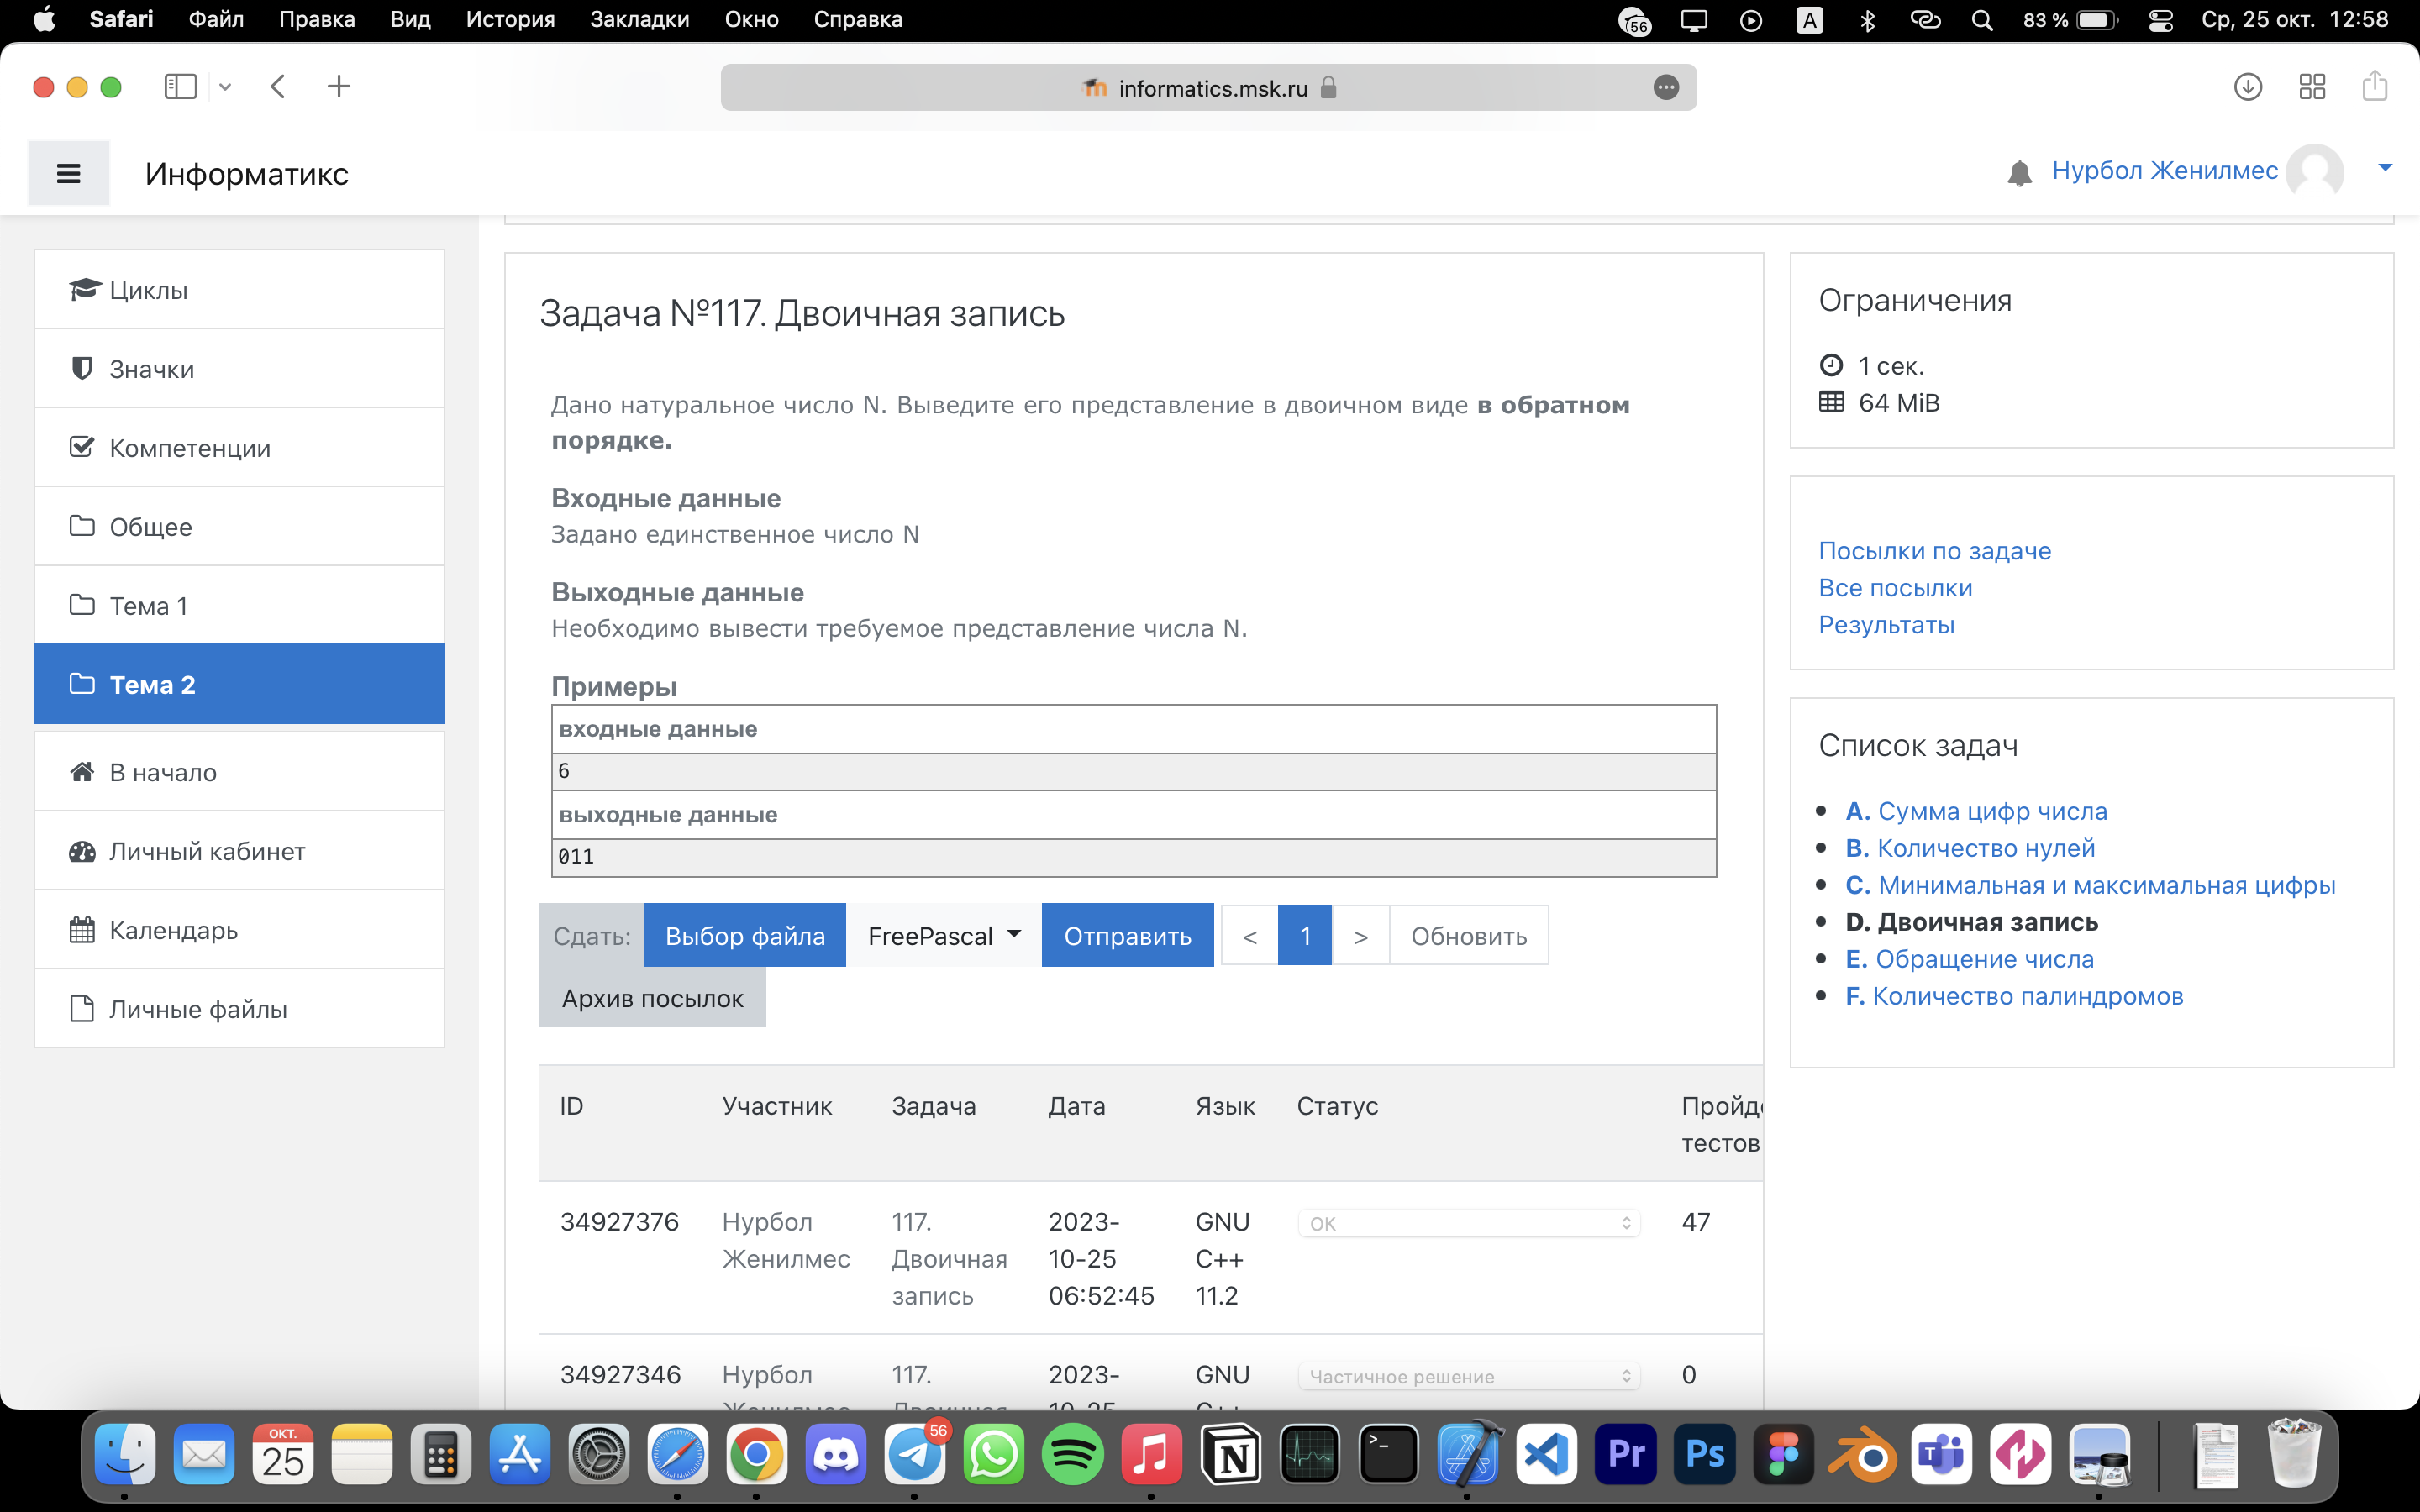 Safari Файл Правка Вид История Закладки Окно Справка
56 A 83 % Ср, 25 окт. 12:58
informatics.msk.ru
Информатикс
Нурбол Женилмес
Циклы
Значки
Компетенции
Общее
Тема 1
Тема 2
В начало
Личный кабинет
Календарь
Личные файлы
Задача №117. Двоичная запись
Дано натуральное число N. Выведите его представление в двоичном виде в обратном
порядке.
Входные данные
Задано единственное число N
Выходные данные
Необходимо вывести требуемое представление числа N.
Примеры
входные данные
6
выходные данные
011
Сдать: Выбор файла FreePascal Отправить < 1 > Обновить
Архив посылок
ID Участник Задача Дата Язык Статус Пройде
тестов
34927376 Нурбол 117. 2023- GNU OK 47
Женилмес Двоичная 10-25 C++
запись 06:52:45 11.2
34927346 Нурбол 117. 2023- GNU Частичное решение 0
Женилмес Двоичная 10-25 C++
Ограничения
1 сек.
64 MiB
Посылки по задаче
Все посылки
Результаты
Список задач
A. Сумма цифр числа
B. Количество нулей
C. Минимальная и максимальная цифры
D. Двоичная запись
E. Обращение числа
F. Количество палиндромов
ОКТ.
25
56
N
>_
Pr
Ps
T